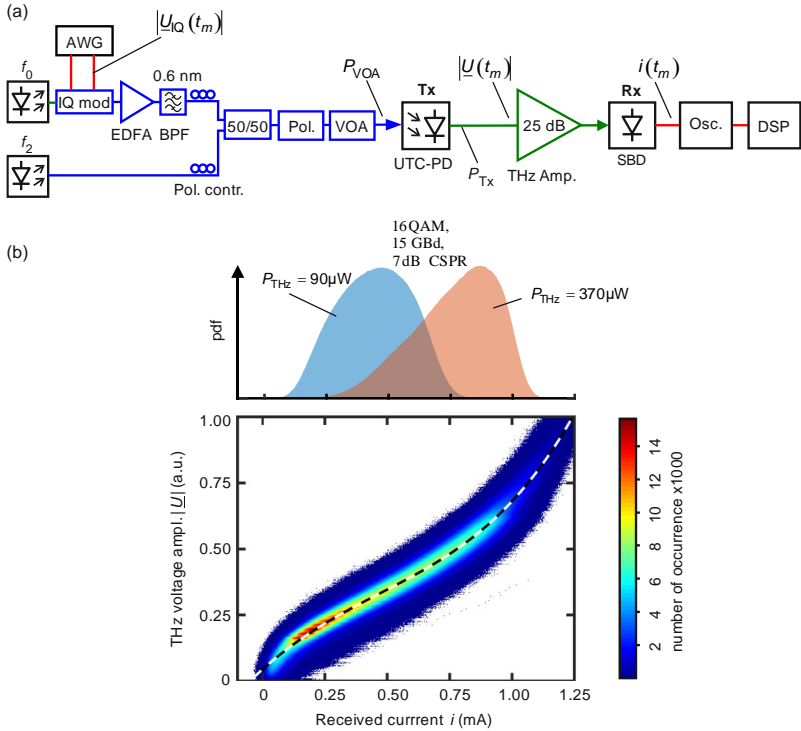 (a)
AWG
|U_IQ(t_m)|
f_0
IQ mod
EDFA
0.6 nm
BPF
f_2
Pol. contr.
50/50
Pol.
VOA
P_VOA
Tx
UTC-PD
|U(t_m)|
P_Tx
25 dB
THz Amp.
Rx
SBD
i(t_m)
Osc.
DSP
(b)
16QAM,
15 GBd,
7 dB CSPR
P_THz = 90µW
P_THz = 370µW
pdf
1.00
0.75
0.50
0.25
0
THz voltage ampl. |U| (a.u.)
0
0.25
0.50
0.75
1.00
1.25
Received currrent i (mA)
14
12
10
8
6
4
2
number of occurrence x1000